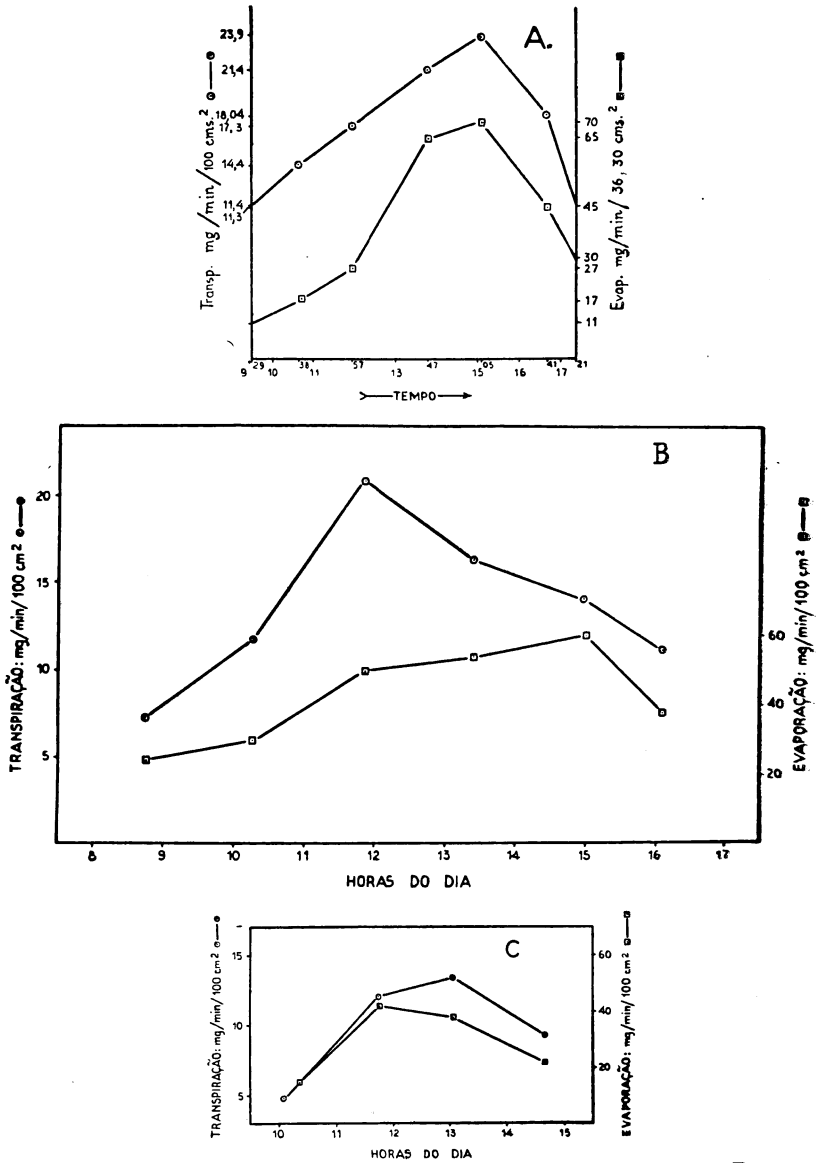 A.
Transp. mg/min/100 cms.²
23,9
21,4
18,04
17,3
14,4
11,4
11,3
Evap. mg/min/ 36, 30 cms. ²
70
65
45
30
27
17
11
9 29 10 38 11 57 13 47 15 05 16 41 17 21
TEMPO
B
TRANSPIRAÇÃO: mg/min/100 cm²
20
15
10
5
EVAPORAÇÃO: mg/min/100 cm²
60
40
20
8 9 10 11 12 13 14 15 16 17
HORAS DO DIA
C
TRANSPIRAÇÃO: mg/min/100 cm²
15
10
5
EVAPORAÇÃO: mg/min/100 cm²
60
40
20
10 11 12 13 14 15
HORAS DO DIA